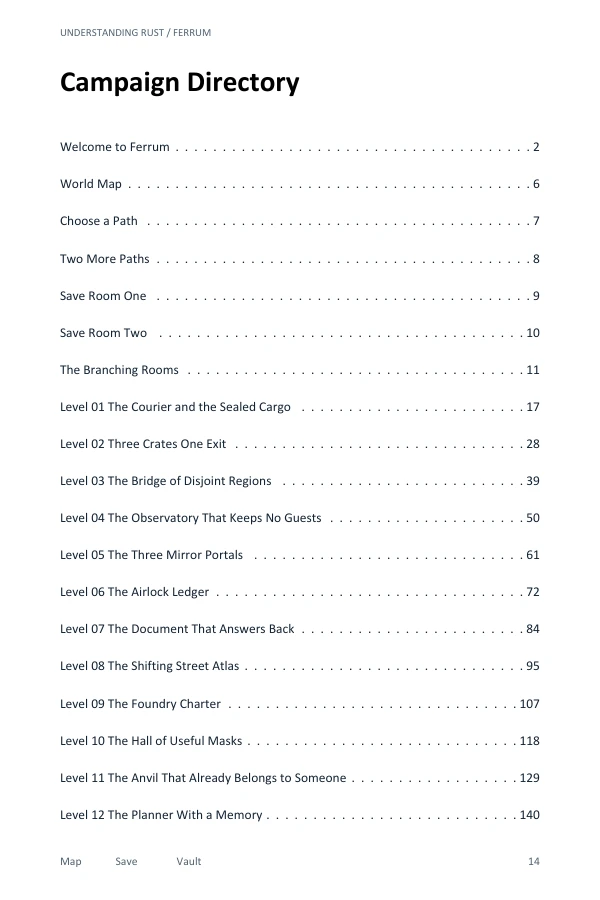 UNDERSTANDING RUST / FERRUM
Campaign Directory
Welcome to Ferrum . . . . . . . . . . . . . . . . . . . . . . . . . . . . . . . . . . . . 2
World Map . . . . . . . . . . . . . . . . . . . . . . . . . . . . . . . . . . . . . . . . . 6
Choose a Path . . . . . . . . . . . . . . . . . . . . . . . . . . . . . . . . . . . . . . . 7
Two More Paths . . . . . . . . . . . . . . . . . . . . . . . . . . . . . . . . . . . . . . 8
Save Room One . . . . . . . . . . . . . . . . . . . . . . . . . . . . . . . . . . . . . . 9
Save Room Two . . . . . . . . . . . . . . . . . . . . . . . . . . . . . . . . . . . . . 10
The Branching Rooms . . . . . . . . . . . . . . . . . . . . . . . . . . . . . . . . . . 11
Level 01 The Courier and the Sealed Cargo . . . . . . . . . . . . . . . . . . . . . . . 17
Level 02 Three Crates One Exit . . . . . . . . . . . . . . . . . . . . . . . . . . . . . 28
Level 03 The Bridge of Disjoint Regions . . . . . . . . . . . . . . . . . . . . . . . . . 39
Level 04 The Observatory That Keeps No Guests . . . . . . . . . . . . . . . . . . . . 50
Level 05 The Three Mirror Portals . . . . . . . . . . . . . . . . . . . . . . . . . . . . 61
Level 06 The Airlock Ledger . . . . . . . . . . . . . . . . . . . . . . . . . . . . . . . 72
Level 07 The Document That Answers Back . . . . . . . . . . . . . . . . . . . . . . . 84
Level 08 The Shifting Street Atlas . . . . . . . . . . . . . . . . . . . . . . . . . . . . 95
Level 09 The Foundry Charter . . . . . . . . . . . . . . . . . . . . . . . . . . . . . . 107
Level 10 The Hall of Useful Masks . . . . . . . . . . . . . . . . . . . . . . . . . . . . 118
Level 11 The Anvil That Already Belongs to Someone . . . . . . . . . . . . . . . . . 129
Level 12 The Planner With a Memory . . . . . . . . . . . . . . . . . . . . . . . . . . 140
Map Save Vault 14